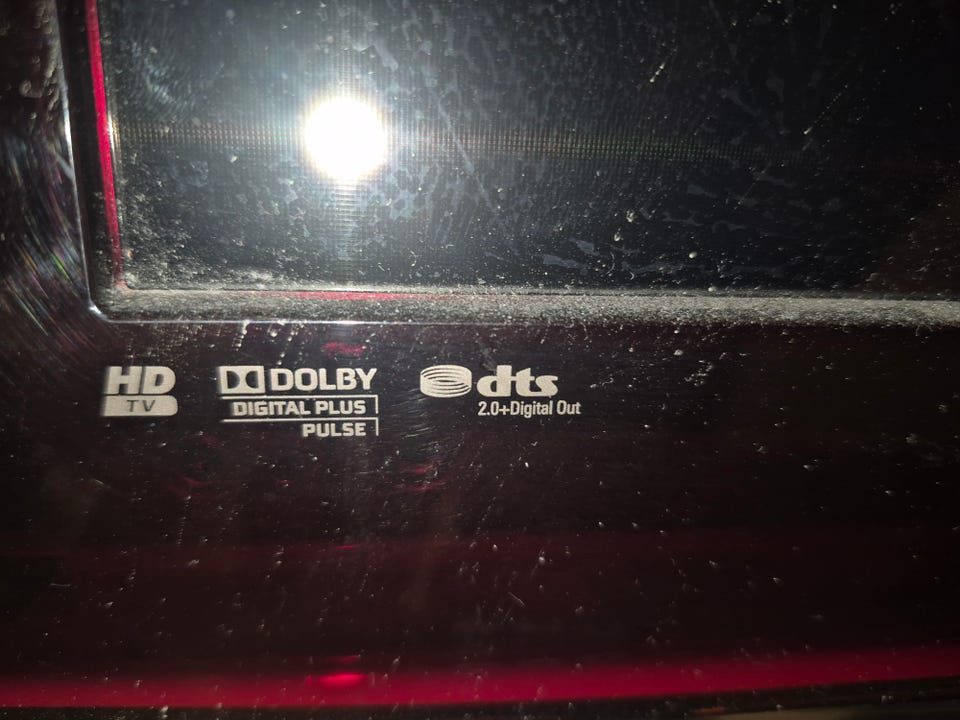 HD
TV
DOLBY
DIGITAL PLUS
PULSE
dts
2.0+Digital Out